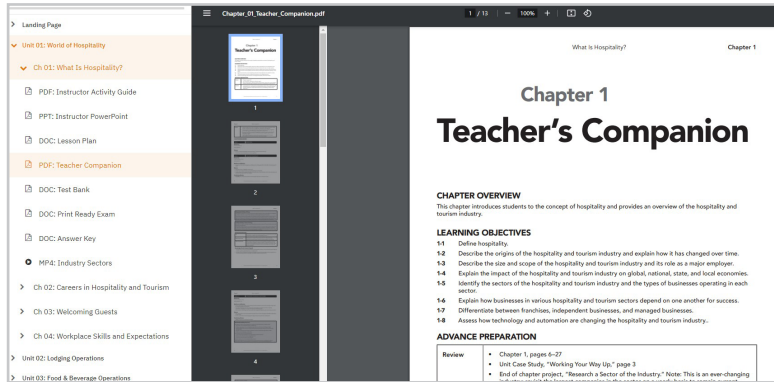 Landing Page
Unit 01: World of Hospitality
Ch 01: What Is Hospitality?
PDF: Instructor Activity Guide
PPT: Instructor PowerPoint
DOC: Lesson Plan
PDF: Teacher Companion
DOC: Test Bank
DOC: Print Ready Exam
DOC: Answer Key
MP4: Industry Sectors
Ch 02: Careers in Hospitality and Tourism
Ch 03: Welcoming Guests
Ch 04: Workplace Skills and Expectations
Unit 02: Lodging Operations
Unit 03: Food & Beverage Operations
Chapter_01_Teacher_Companion.pdf
1 / 13 | — 100% +
Chapter 1
Teacher's Companion
1
2
3
4
What is Hospitality? Chapter 1
Chapter 1
Teacher's Companion
CHAPTER OVERVIEW
This chapter introduces students to the concept of hospitality and provides an overview of the hospitality and
tourism industry.
LEARNING OBJECTIVES
1-1 Define hospitality.
1-2 Describe the origins of the hospitality and tourism industry and explain how it has changed over time.
1-3 Describe the size and scope of the hospitality and tourism industry and its role as a major employer.
1-4 Explain the impact of the hospitality and tourism industry on global, national, state, and local economies.
1-5 Identify the sectors of the hospitality and tourism industry and the types of businesses operating in each
sector.
1-6 Explain how businesses in various hospitality and tourism sectors depend on one another for success.
1-7 Differentiate between franchises, independent businesses, and managed businesses.
1-8 Assess how technology and automation are changing the hospitality and tourism industry..
ADVANCE PREPARATION
Review
• Chapter 1, pages 6–27
• Unit Case Study, "Working Your Way Up," page 3
• End of chapter project, "Research a Sector of the Industry." Note: This is an ever-changing